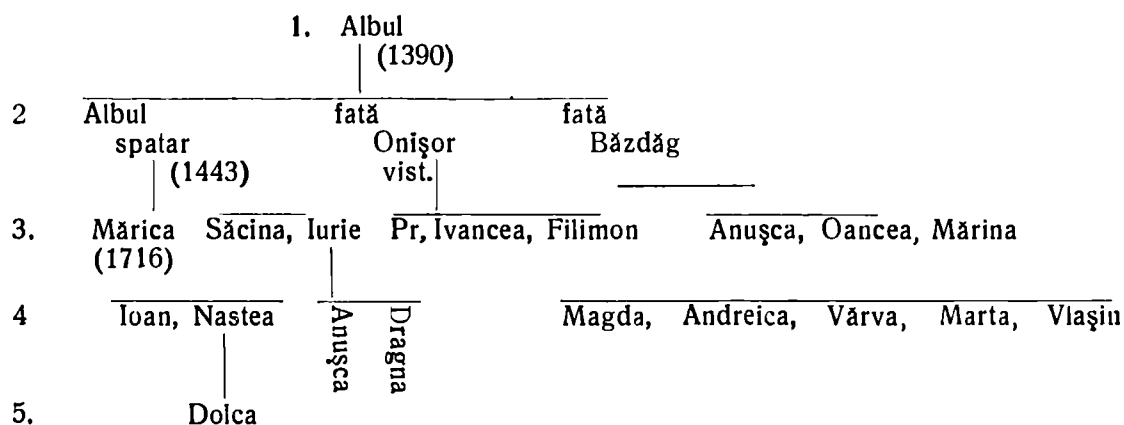 1. Albul
(1390)
2 Albul fată fată
spatar Onişor Băzdăg
(1443) vist.
3. Mărica Săcina, Iurie Pr, Ivancea, Filimon Anuşca, Oancea, Mărina
(1716)
4 Ioan, Nastea Anuşca Dragna Magda, Andreica, Vărva, Marta, Vlaşin
5. Dolca